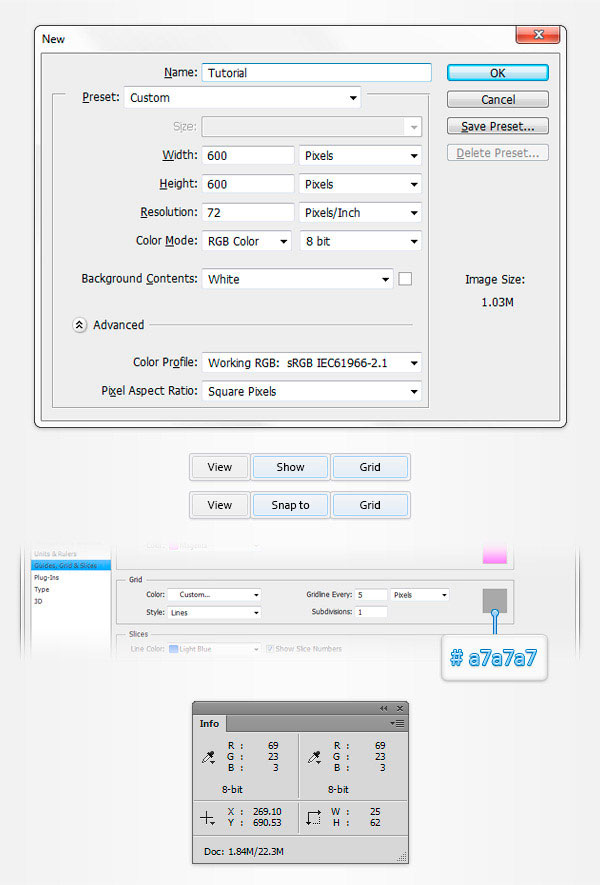 New
Name: Tutorial
OK
Preset: Custom
Cancel
Size:
Save Preset...
Width: 600 Pixels
Delete Preset...
Height: 600 Pixels
Resolution: 72 Pixels/Inch
Color Mode: RGB Color 8 bit
Background Contents: White
Image Size:
1.03M
Advanced
Color Profile: Working RGB: sRGB IEC61966-2.1
Pixel Aspect Ratio: Square Pixels
View Show Grid
View Snap to Grid
Units & Rulers
Color: Magenta
Guides, Grid & Slices
Plug-Ins
Type
3D
Grid
Color: Custom... Gridline Every: 5 Pixels
Style: Lines Subdivisions: 1
Slices
Line Color: Light Blue Show Slice Numbers
# a7a7a7
Info
R : 69 R : 69
G : 23 G : 23
B : 3 B : 3
8-bit 8-bit
X : 269.10 W : 25
Y : 690.53 H : 62
Doc: 1.84M/22.3M